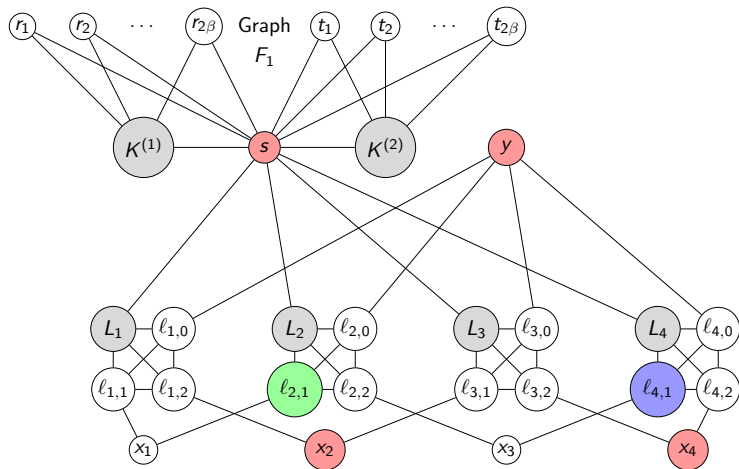 r₁ r₂ ⋯ r₂β Graph t₁ t₂ ⋯ t₂β
F₁
K⁽¹⁾ s K⁽²⁾ y
L₁ ℓ₁,₀ L₂ ℓ₂,₀ L₃ ℓ₃,₀ L₄ ℓ₄,₀
ℓ₁,₁ ℓ₁,₂ ℓ₂,₁ ℓ₂,₂ ℓ₃,₁ ℓ₃,₂ ℓ₄,₁ ℓ₄,₂
x₁ x₂ x₃ x₄